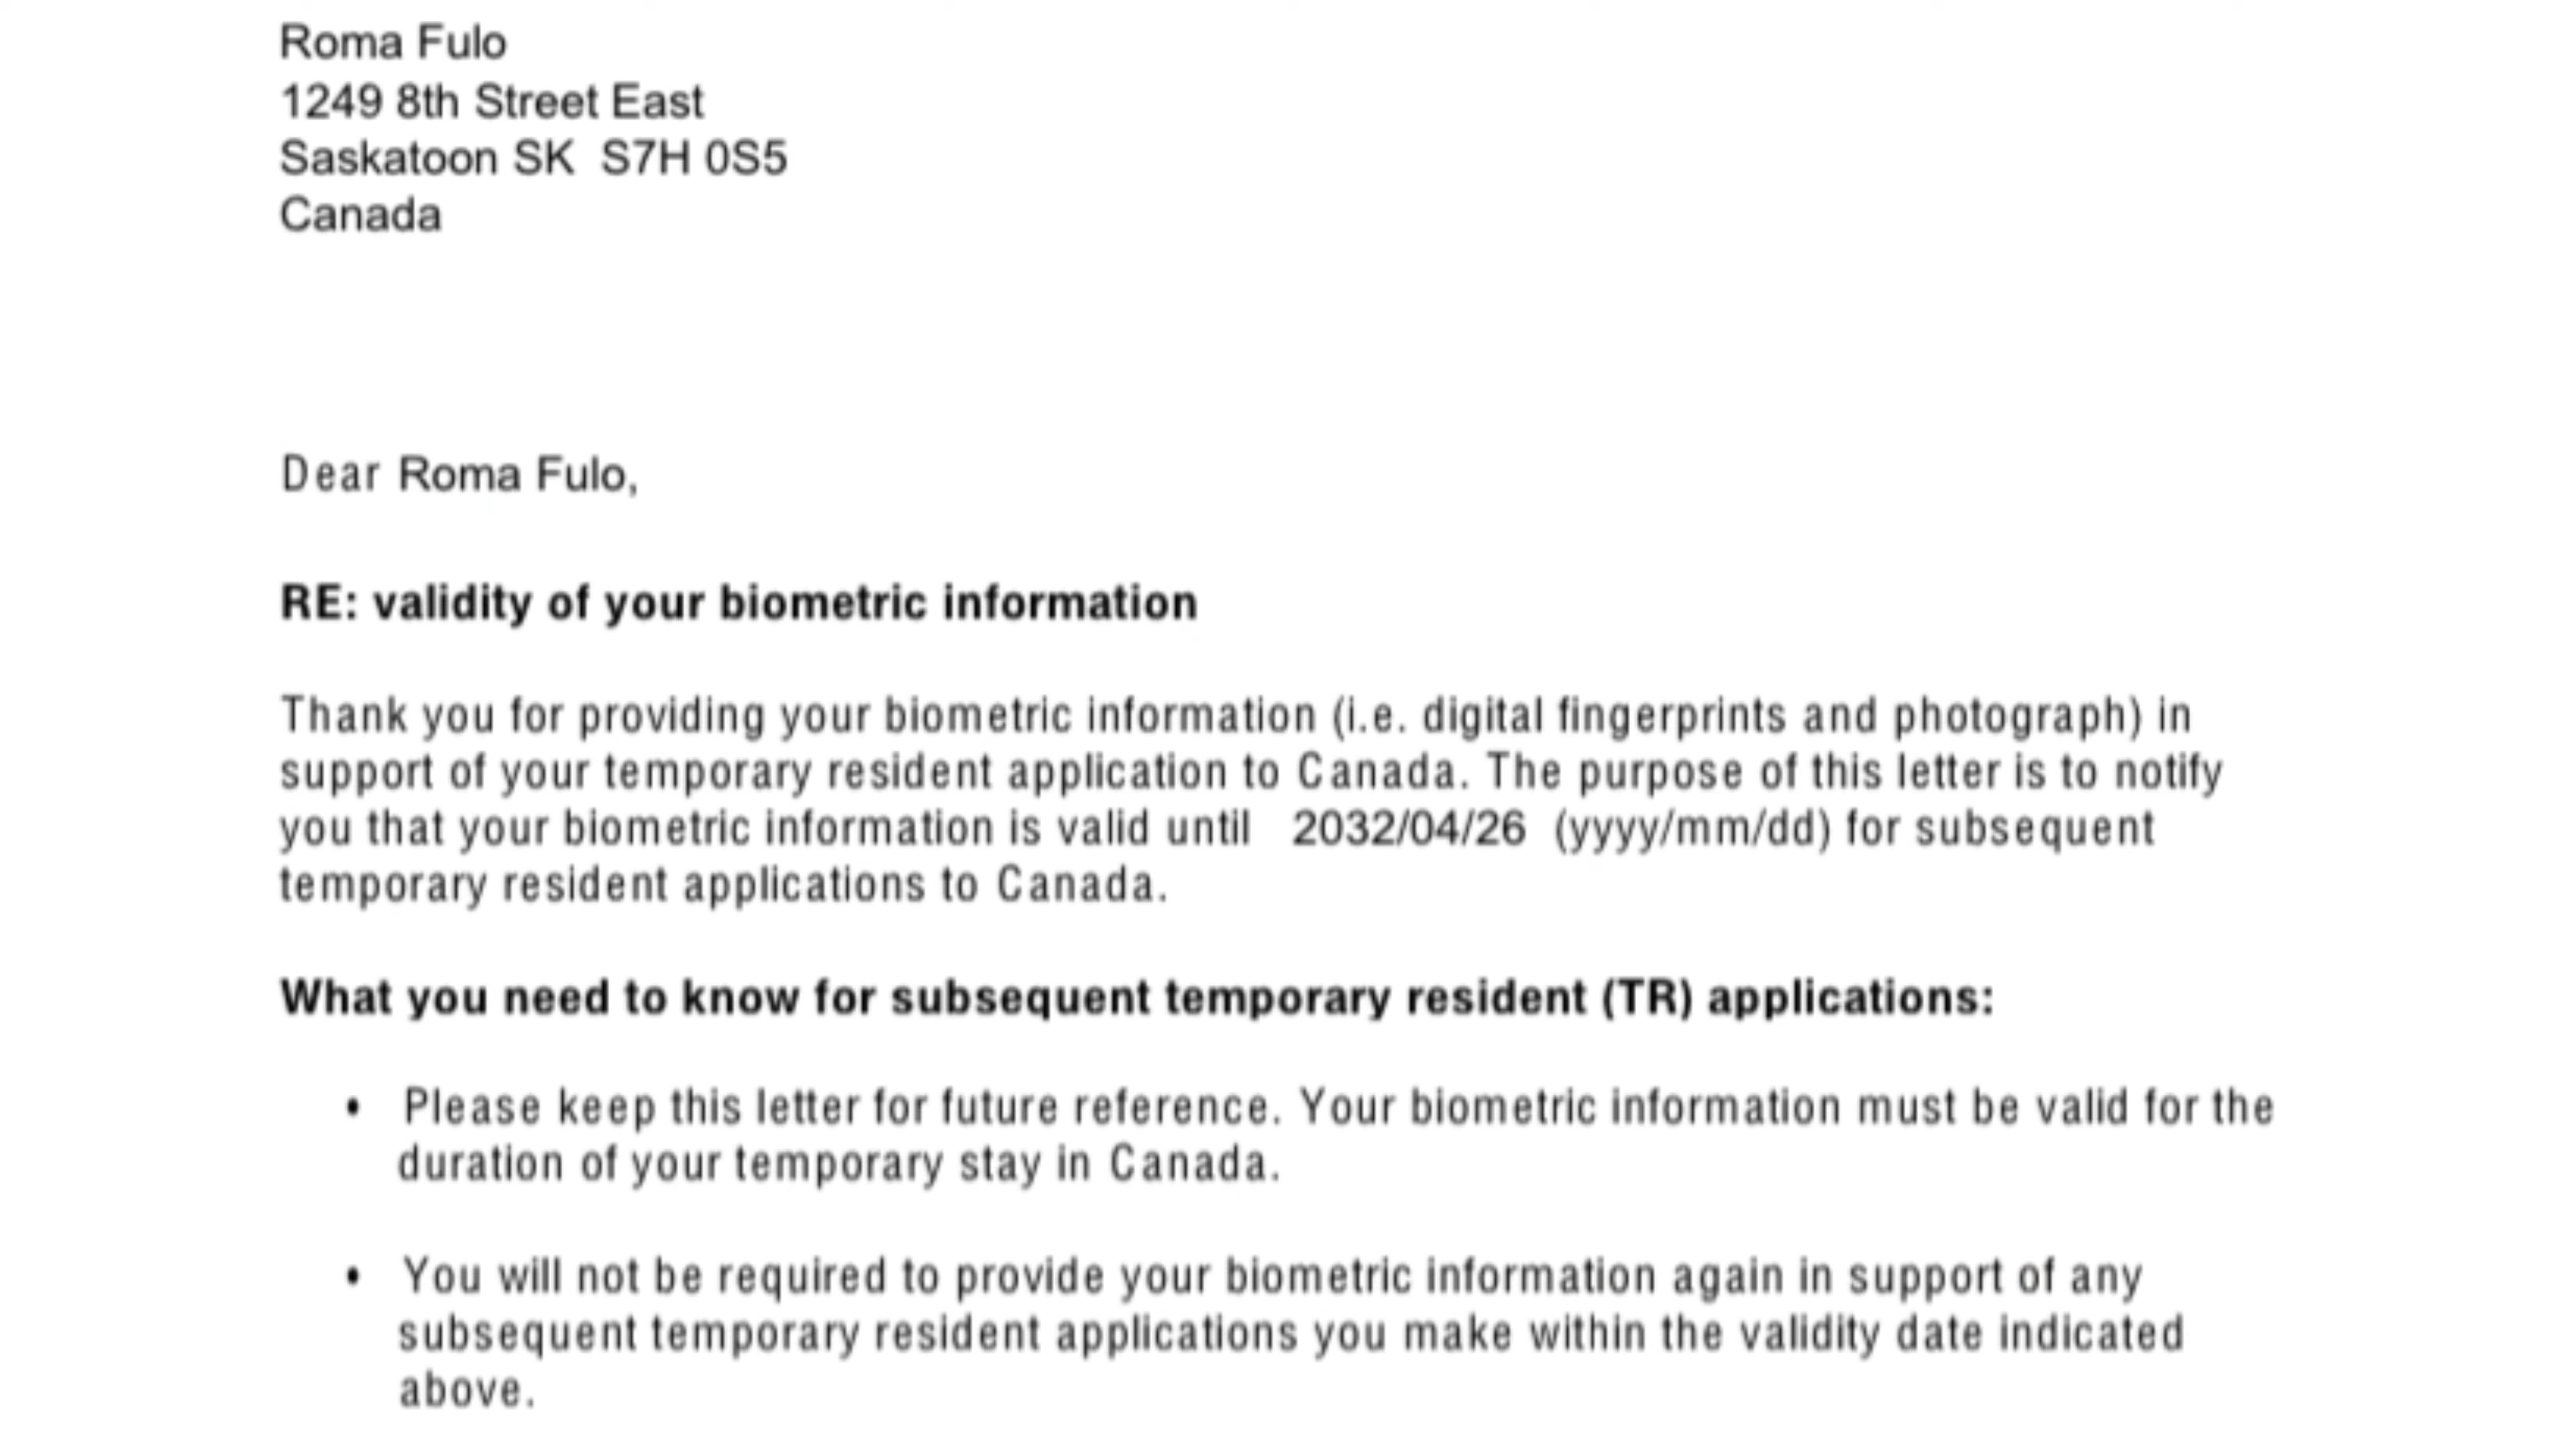 Roma Fulo
1249 8th Street East
Saskatoon SK  S7H 0S5
Canada
Dear Roma Fulo,
RE: validity of your biometric information
Thank you for providing your biometric information (i.e. digital fingerprints and photograph) in
support of your temporary resident application to Canada. The purpose of this letter is to notify
you that your biometric information is valid until   2032/04/26  (yyyy/mm/dd) for subsequent
temporary resident applications to Canada.
What you need to know for subsequent temporary resident (TR) applications:
• Please keep this letter for future reference. Your biometric information must be valid for the
duration of your temporary stay in Canada.
• You will not be required to provide your biometric information again in support of any
subsequent temporary resident applications you make within the validity date indicated
above.